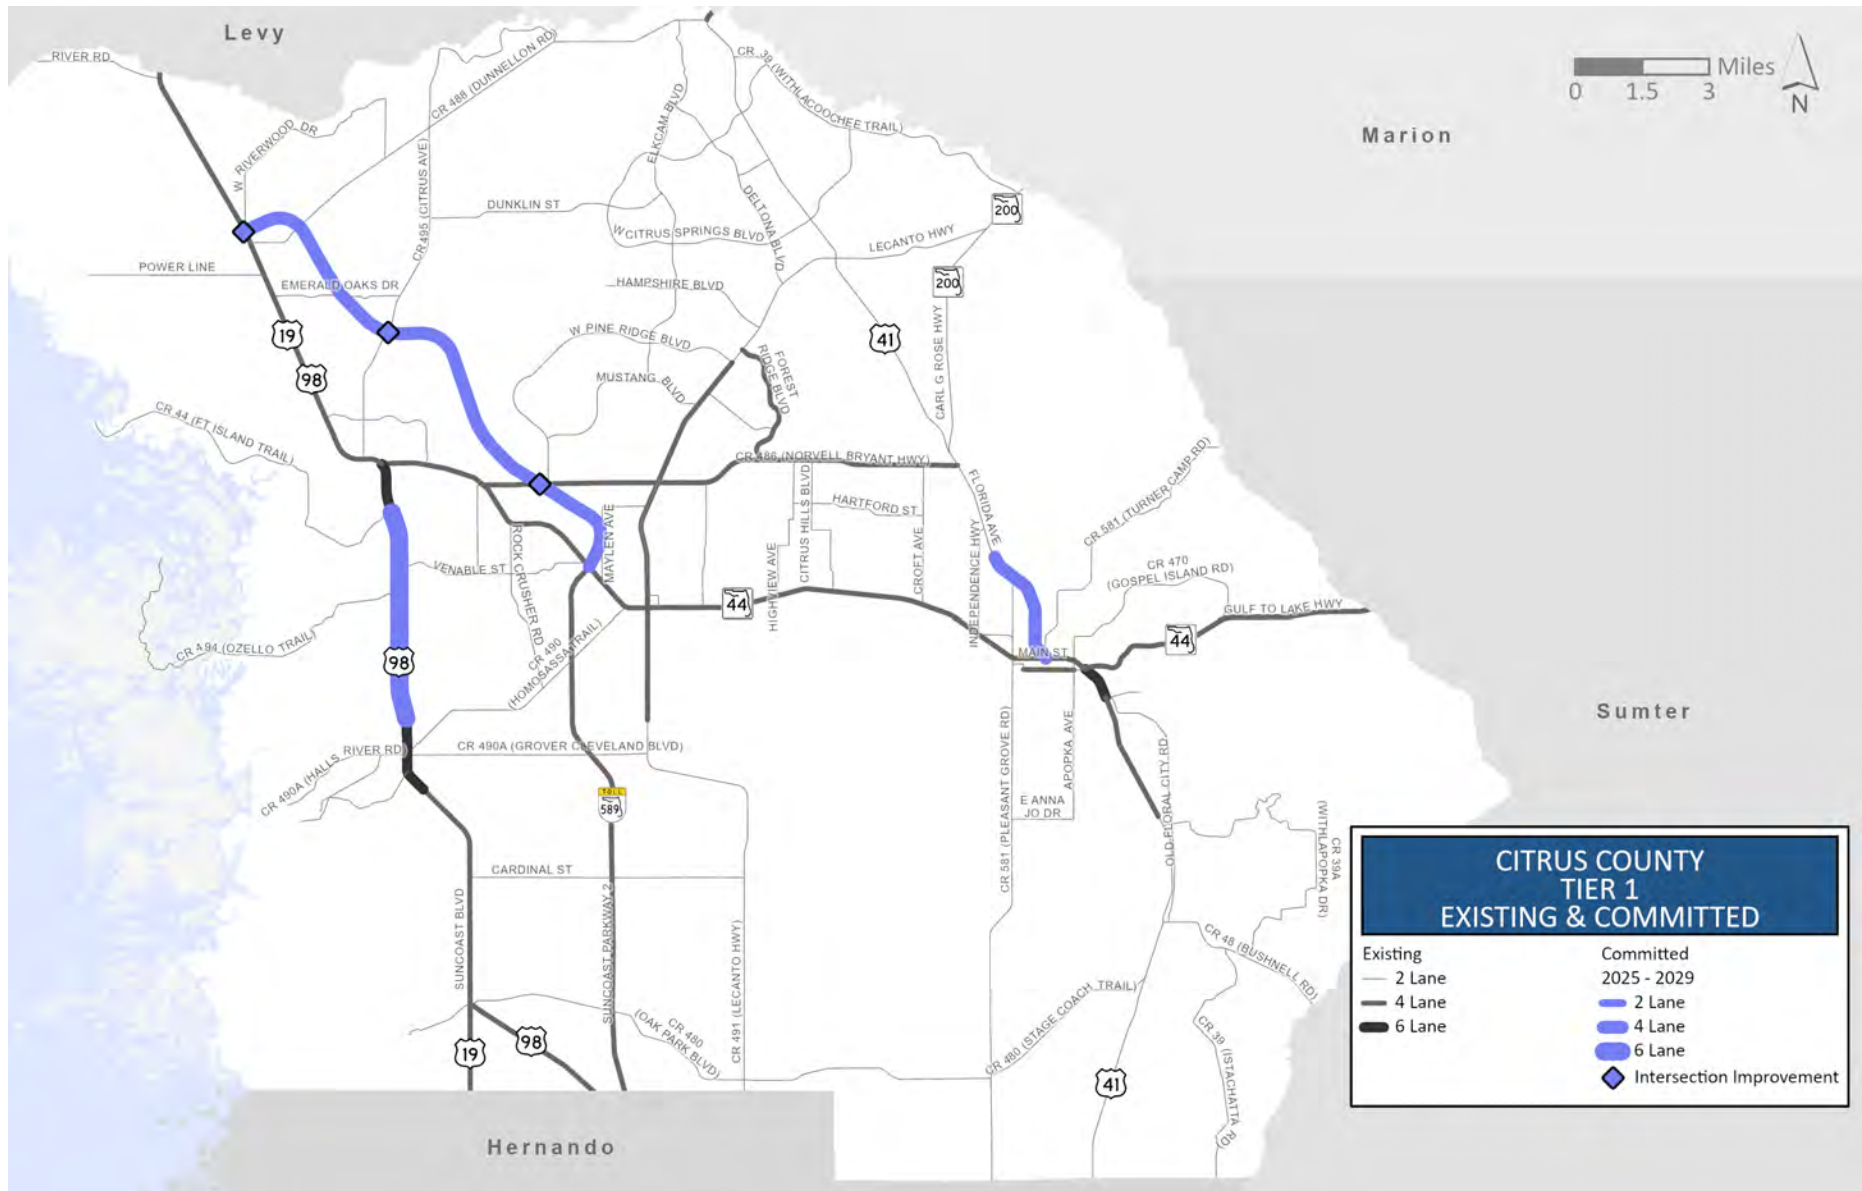 Levy
RIVER RD
CR 488 (DUNNELLON RD)
CR 39 (WITHLACOOCHEE TRAIL)
Miles
0 1.5 3
N
Marion
W RIVERWOOD DR
CR 495 (CITRUS AVE)
ELKCAM BLVD
DELTONA BLVD
DUNKLIN ST
W CITRUS SPRINGS BLVD
LECANTO HWY
200
200
POWER LINE
EMERALD OAKS DR
HAMPSHIRE BLVD
19
98
41
W PINE RIDGE BLVD
MUSTANG BLVD
FOREST
RIDGE BLVD
CARL G ROSE HWY
CR 44 (FT ISLAND TRAIL)
CR 486 (NORVELL BRYANT HWY)
FLORIDA AVE
CR 581 (TURNER CAMP RD)
HARTFORD ST
CITRUS HILLS BLVD
CROFT AVE
INDEPENDENCE HWY
HIGHVIEW AVE
MAYLEN AVE
ROCK CRUSHER RD
VENABLE ST
CR 470
(GOSPEL ISLAND RD)
GULF TO LAKE HWY
44
44
CR 494 (OZELLO TRAIL)
CR 490
(HOMOSASSA TRAIL)
98
MAIN ST
Sumter
CR 490A (HALLS RIVER RD)
CR 490A (GROVER CLEVELAND BLVD)
CR 581 (PLEASANT GROVE RD)
APOPKA AVE
OLD FLORAL CITY RD
TOLL
589
E ANNA
JO DR
CR 39A
(WITHLAPOPKA DR)
CARDINAL ST
SUNCOAST BLVD
SUNCOAST PARKWAY 2
CR 491 (LECANTO HWY)
CR 48 (BUSHNELL RD)
CR 480
(OAK PARK BLVD)
CR 480 (STAGE COACH TRAIL)
CR 39 (ISTACHATTA RD)
19
98
41
Hernando
CITRUS COUNTY
TIER 1
EXISTING & COMMITTED
Existing
2 Lane
4 Lane
6 Lane
Committed
2025 - 2029
2 Lane
4 Lane
6 Lane
Intersection Improvement